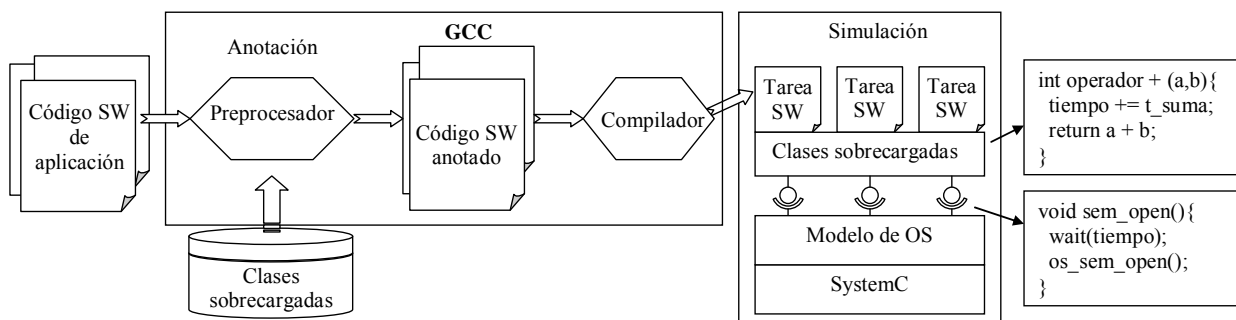 Código SW
de
aplicación
Anotación
GCC
Preprocesador
Código SW
anotado
Compilador
Clases
sobrecargadas
Simulación
Tarea
SW
Tarea
SW
Tarea
SW
Clases sobrecargadas
Modelo de OS
SystemC
int operador + (a,b){
tiempo += t_suma;
return a + b;
}
void sem_open(){
wait(tiempo);
os_sem_open();
}